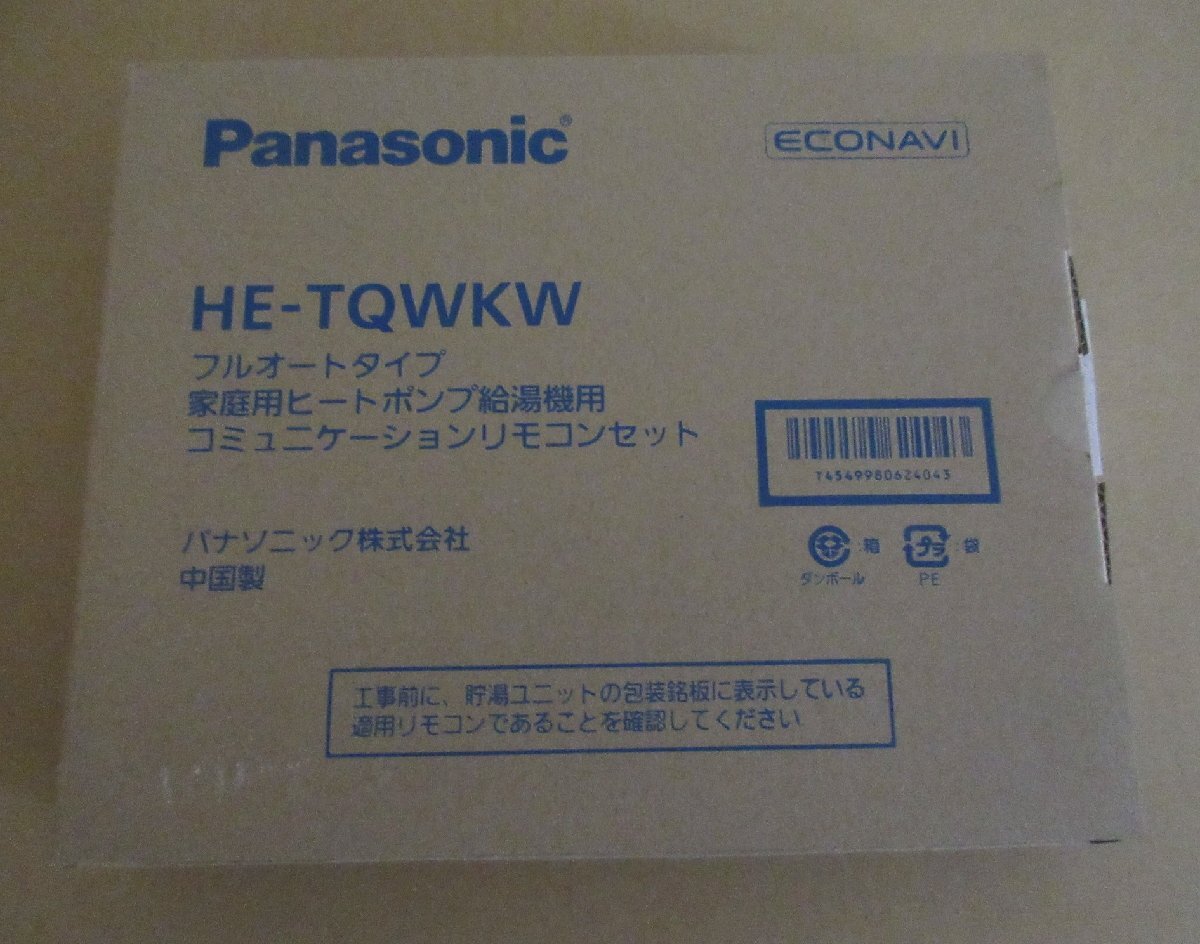 Panasonic®
ECONAVI
HE-TQWKW
フルオートタイプ
家庭用ヒートポンプ給湯機用
コミュニケーションリモコンセット
T4549980624043
パナソニック株式会社
中国製
ダンボール :箱
プラ PE :袋
工事前に、貯湯ユニットの包装銘板に表示している
適用リモコンであることを確認してください